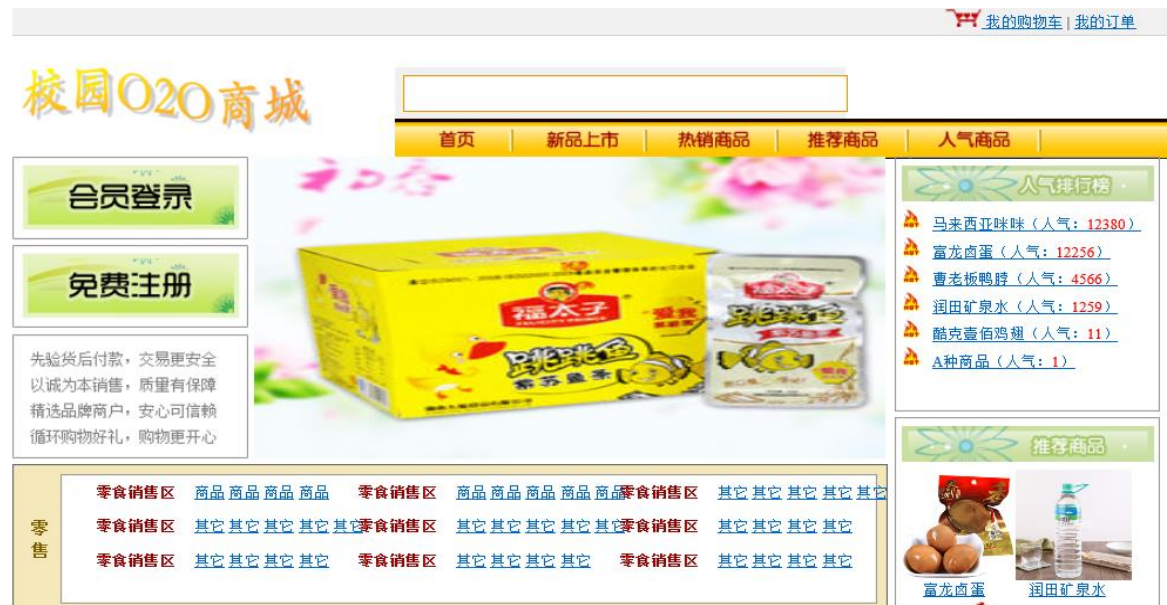 我的购物车 | 我的订单
校园O2O商城
首页 新品上市 热销商品 推荐商品 人气商品
会员登录
免费注册
先验货后付款，交易更安全
以诚为本销售，质量有保障
精选品牌商户，安心可信赖
循环购物好礼，购物更开心
福太子
爱我
跳跳鱼
紫苏鱼条
福太子
跳跳鱼
人气排行榜
马来西亚咪咪（人气：12380）
富龙卤蛋（人气：12256）
曹老板鸭脖（人气：4566）
润田矿泉水（人气：1259）
酷克壹佰鸡翅（人气：11）
A种商品（人气：1）
推荐商品
富龙卤蛋 润田矿泉水
零售
零食销售区 商品 商品 商品 商品 零食销售区 商品 商品 商品 商品 商品 零食销售区 其它 其它 其它 其它 其它
零食销售区 其它 其它 其它 其它 其它 零食销售区 其它 其它 其它 其它 其它 零食销售区 其它 其它 其它 其它
零食销售区 其它 其它 其它 其它 零食销售区 其它 其它 其它 其它 零食销售区 其它 其它 其它 其它